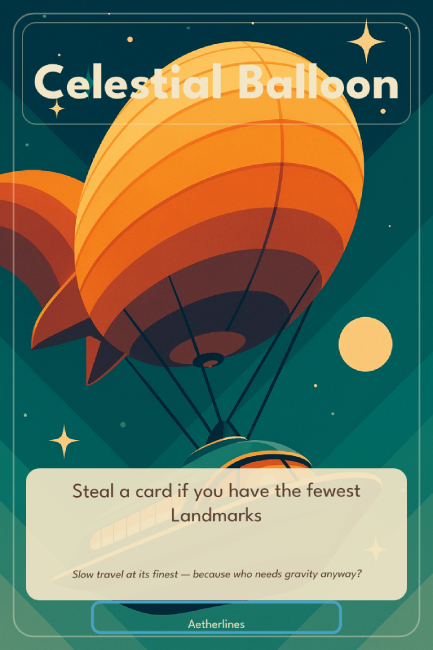 Celestial Balloon
Steal a card if you have the fewest
Landmarks
Slow travel at its finest — because who needs gravity anyway?
Aetherlines